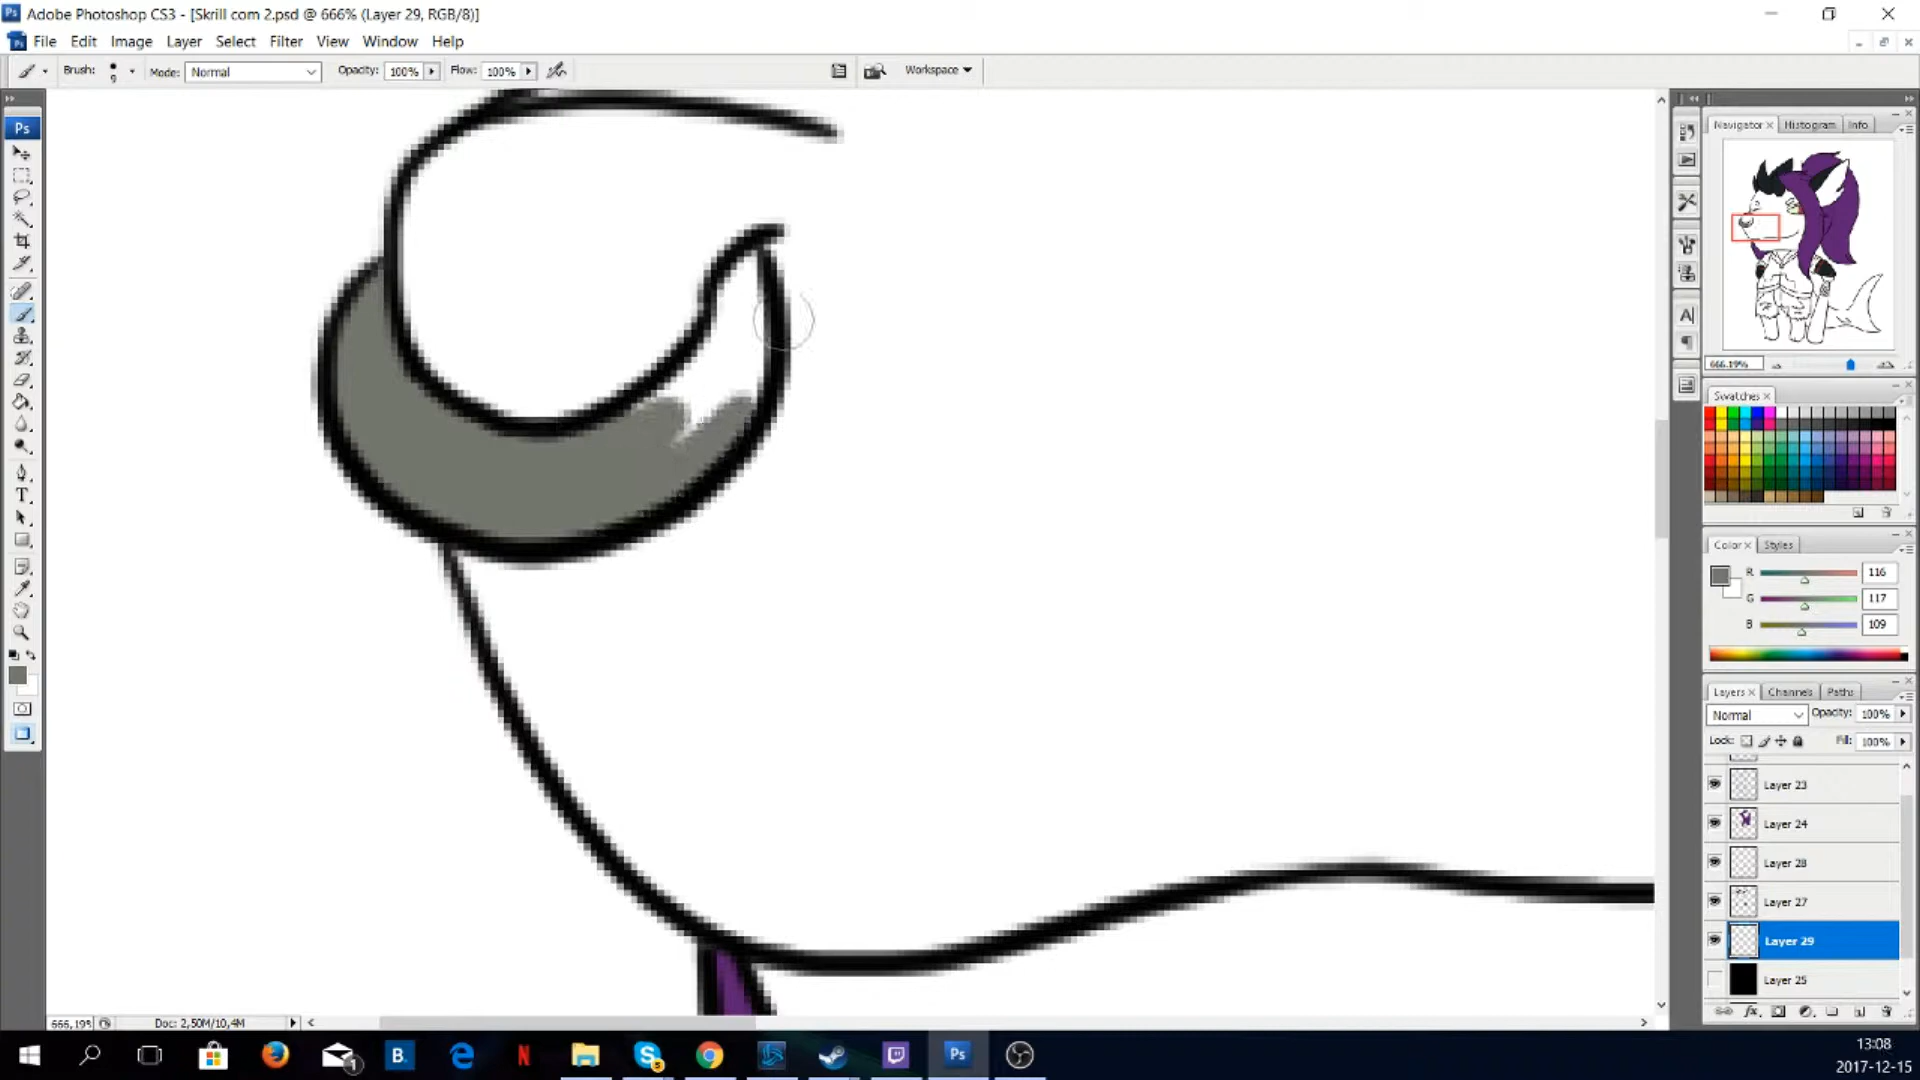 Ps Adobe Photoshop CS3 - [Skrill com 2.psd @ 666% (Layer 29, RGB/8)]
File Edit Image Layer Select Filter View Window Help
Brush: 9 Mode: Normal Opacity: 100% Flow: 100% Workspace
Ps
Navigator Histogram Info
666.19%
Swatches
Color Styles
R 116
G 117
B 109
Layers Channels Paths
Normal Opacity: 100%
Lock: Fill: 100%
Layer 23
Layer 24
Layer 28
Layer 27
Layer 29
Layer 25
666,19% Doc: 2,50M/10,4M
13:08
2017-12-15